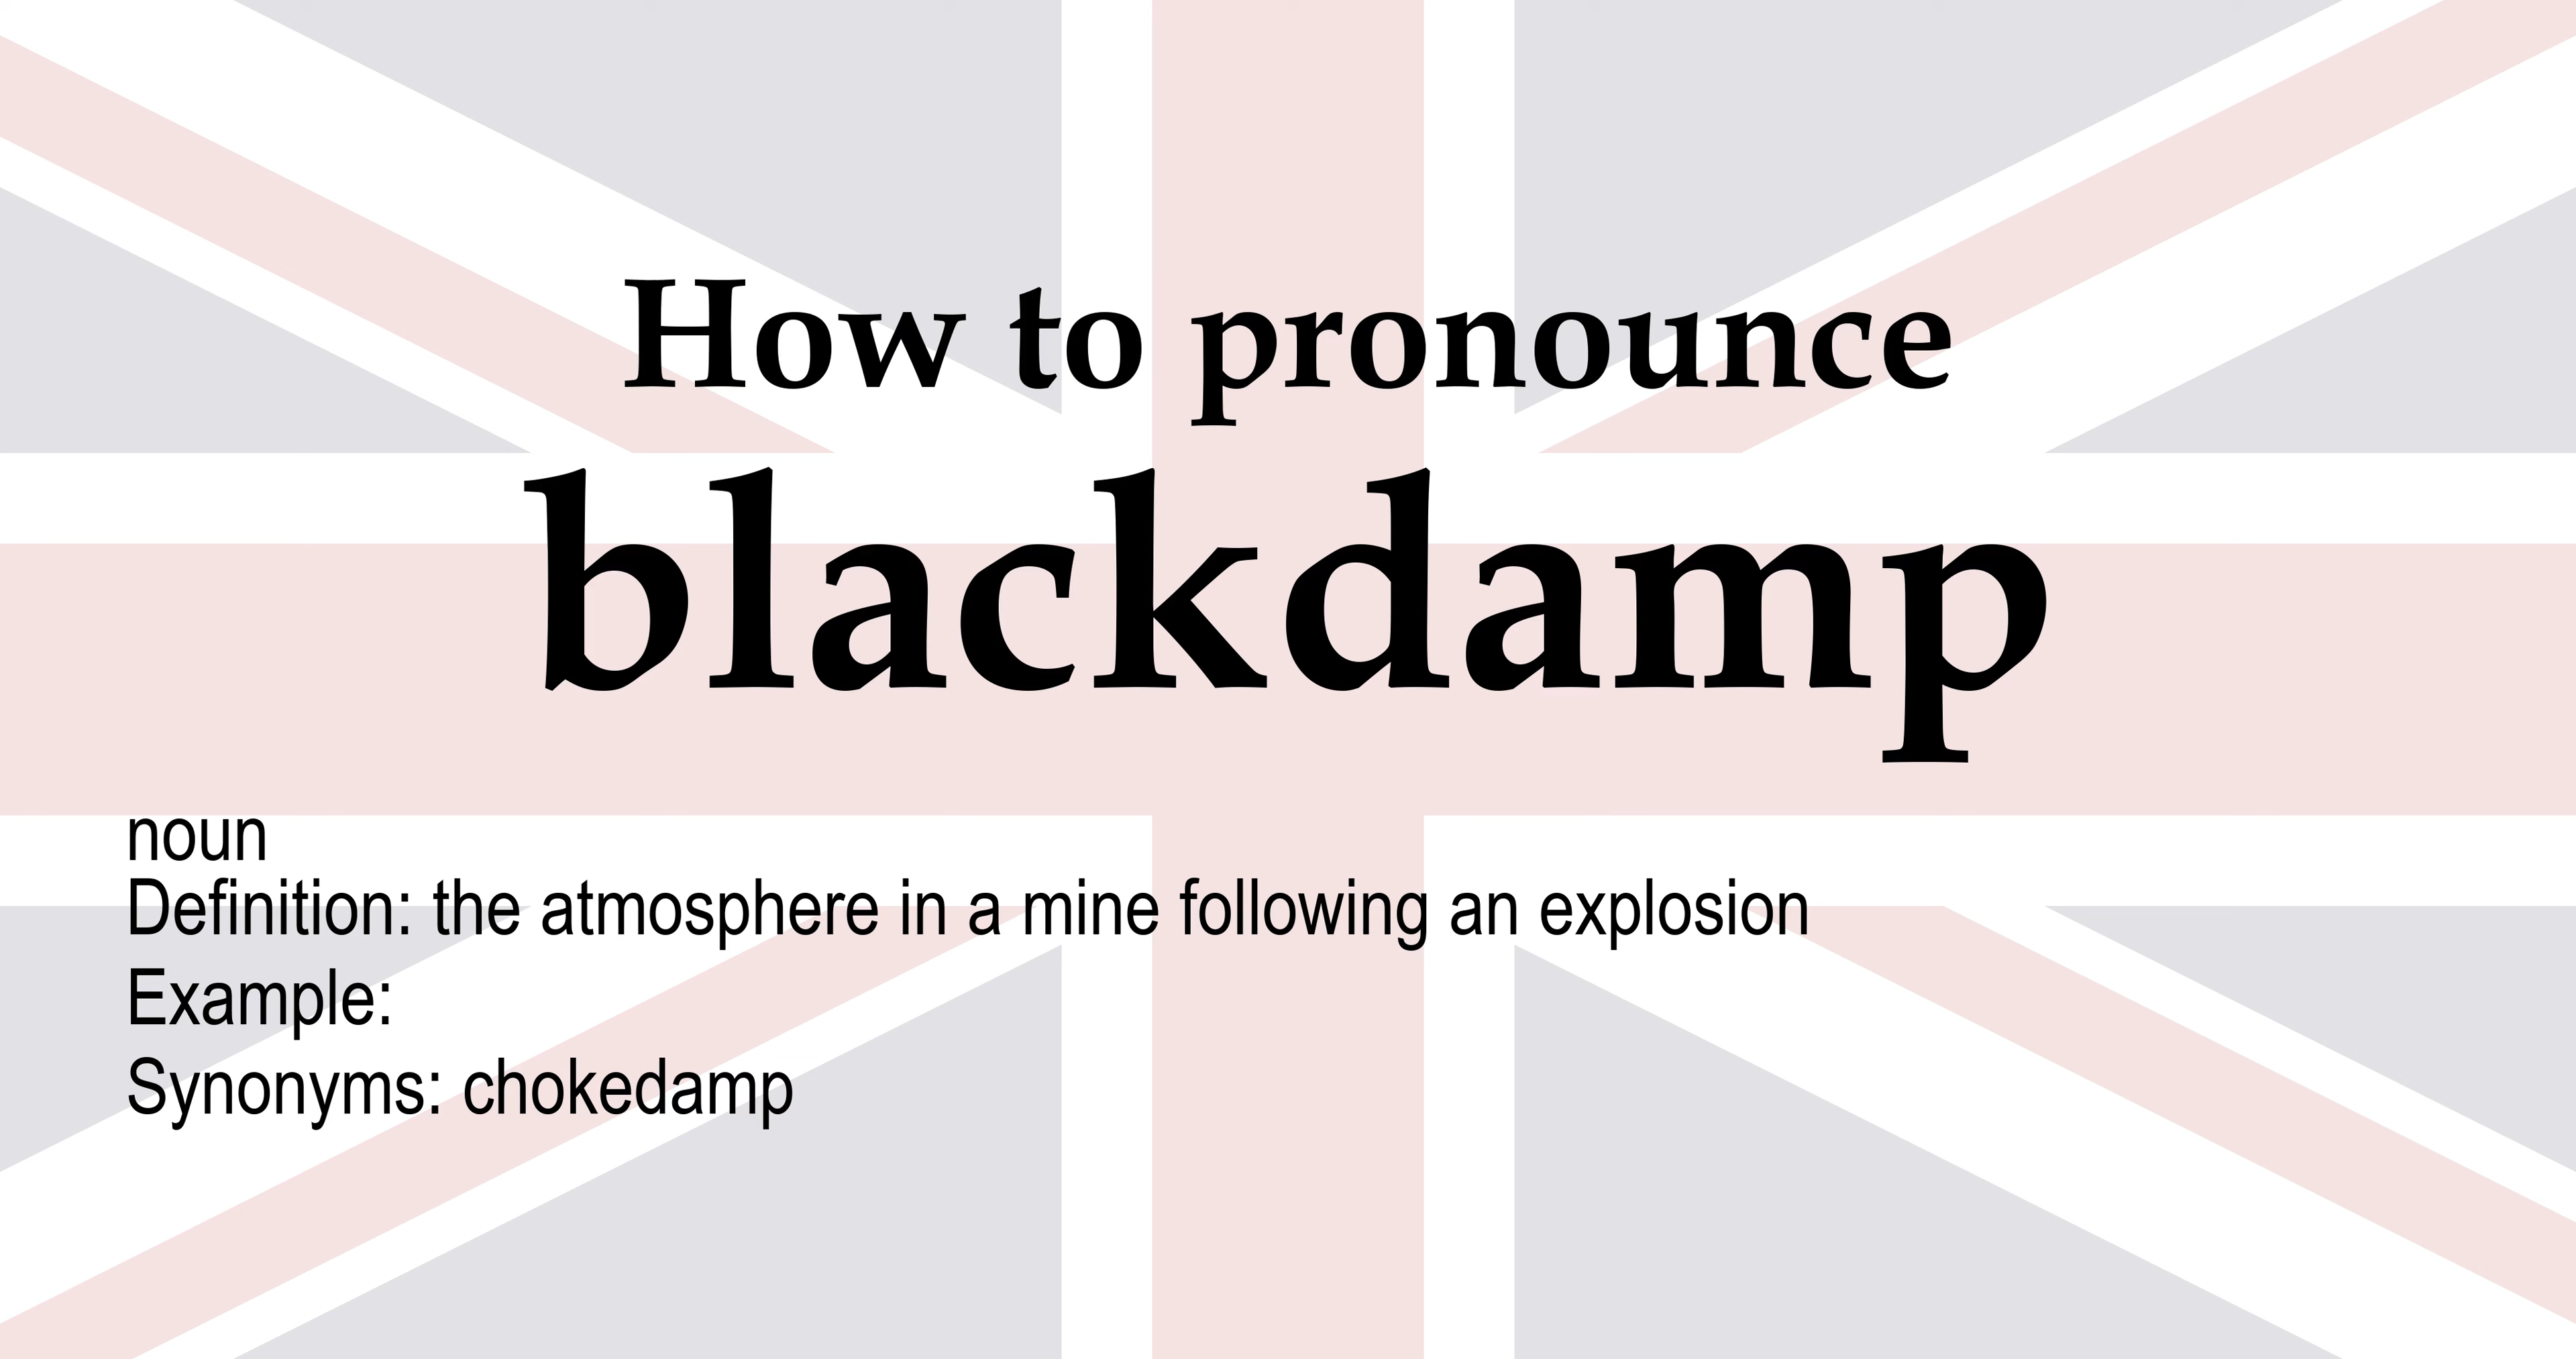 How to pronounce
blackdamp
noun
Definition: the atmosphere in a mine following an explosion
Example:
Synonyms: chokedamp